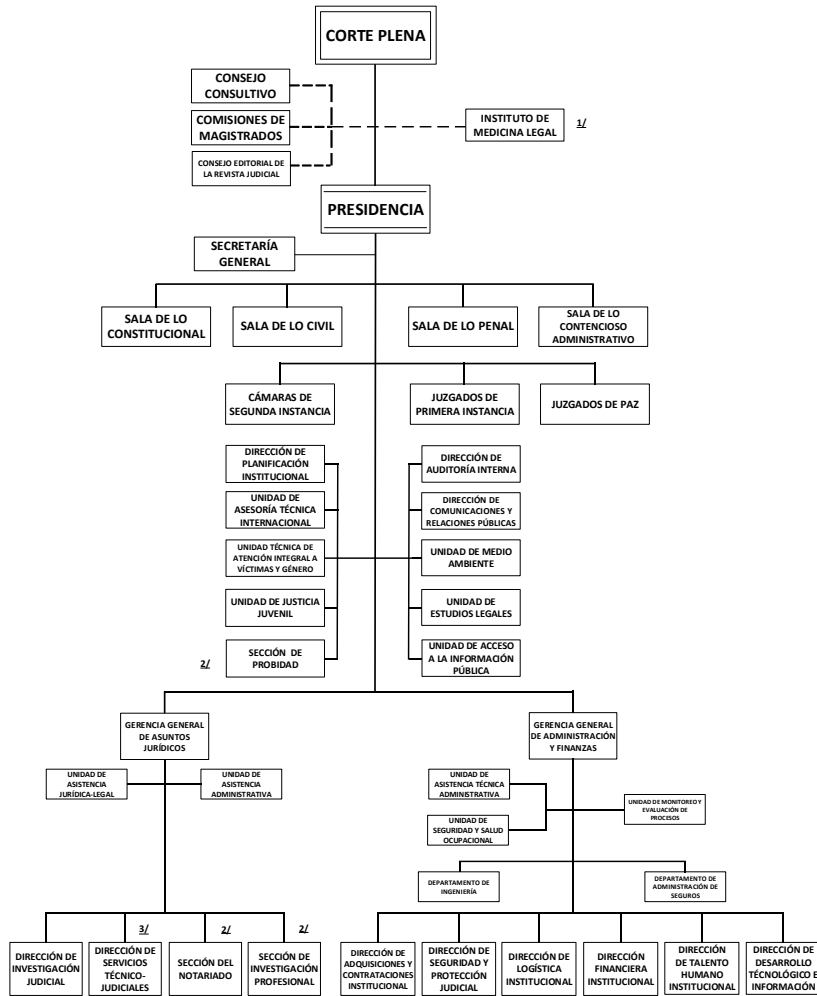 CORTE PLENA
CONSEJO
CONSULTIVO
COMISIONES DE
MAGISTRADOS
INSTITUTO DE
MEDICINA LEGAL
1/
CONSEJO EDITORIAL DE
LA REVISTA JUDICIAL
PRESIDENCIA
SECRETARÍA
GENERAL
SALA DE LO
CONSTITUCIONAL
SALA DE LO CIVIL
SALA DE LO PENAL
SALA DE LO
CONTENCIOSO
ADMINISTRATIVO
CÁMARAS DE
SEGUNDA INSTANCIA
JUZGADOS DE
PRIMERA INSTANCIA
JUZGADOS DE PAZ
DIRECCIÓN DE
PLANIFICACIÓN
INSTITUCIONAL
DIRECCIÓN DE
AUDITORÍA INTERNA
UNIDAD DE
ASESORÍA TÉCNICA
INTERNACIONAL
DIRECCIÓN DE
COMUNICACIONES Y
RELACIONES PÚBLICAS
UNIDAD TÉCNICA DE
ATENCIÓN INTEGRAL A
VÍCTIMAS Y GÉNERO
UNIDAD DE MEDIO
AMBIENTE
UNIDAD DE JUSTICIA
JUVENIL
UNIDAD DE
ESTUDIOS LEGALES
2/
SECCIÓN DE
PROBIDAD
UNIDAD DE ACCESO
A LA INFORMACIÓN
PÚBLICA
GERENCIA GENERAL
DE ASUNTOS
JURÍDICOS
GERENCIA GENERAL
DE ADMINISTRACIÓN
Y FINANZAS
UNIDAD DE
ASISTENCIA
JURÍDICA-LEGAL
UNIDAD DE
ASISTENCIA
ADMINISTRATIVA
UNIDAD DE
ASISTENCIA TÉCNICA
ADMINISTRATIVA
UNIDAD DE MONITOREO Y
EVALUACIÓN DE
PROCESOS
UNIDAD DE
SEGURIDAD Y SALUD
OCUPACIONAL
DEPARTAMENTO DE
INGENIERÍA
DEPARTAMENTO DE
ADMINISTRACIÓN DE
SEGUROS
3/
2/
2/
DIRECCIÓN DE
INVESTIGACIÓN
JUDICIAL
DIRECCIÓN DE
SERVICIOS
TÉCNICO-
JUDICIALES
SECCIÓN DEL
NOTARIADO
SECCIÓN DE
INVESTIGACIÓN
PROFESIONAL
DIRECCIÓN DE
ADQUISICIONES Y
CONTRATACIONES
INSTITUCIONAL
DIRECCIÓN DE
SEGURIDAD Y
PROTECCIÓN
JUDICIAL
DIRECCIÓN DE
LOGÍSTICA
INSTITUCIONAL
DIRECCIÓN
FINANCIERA
INSTITUCIONAL
DIRECCIÓN
DE TALENTO
HUMANO
INSTITUCIONAL
DIRECCIÓN DE
DESARROLLO
TÉCNOLÓGICO E
INFORMACIÓN